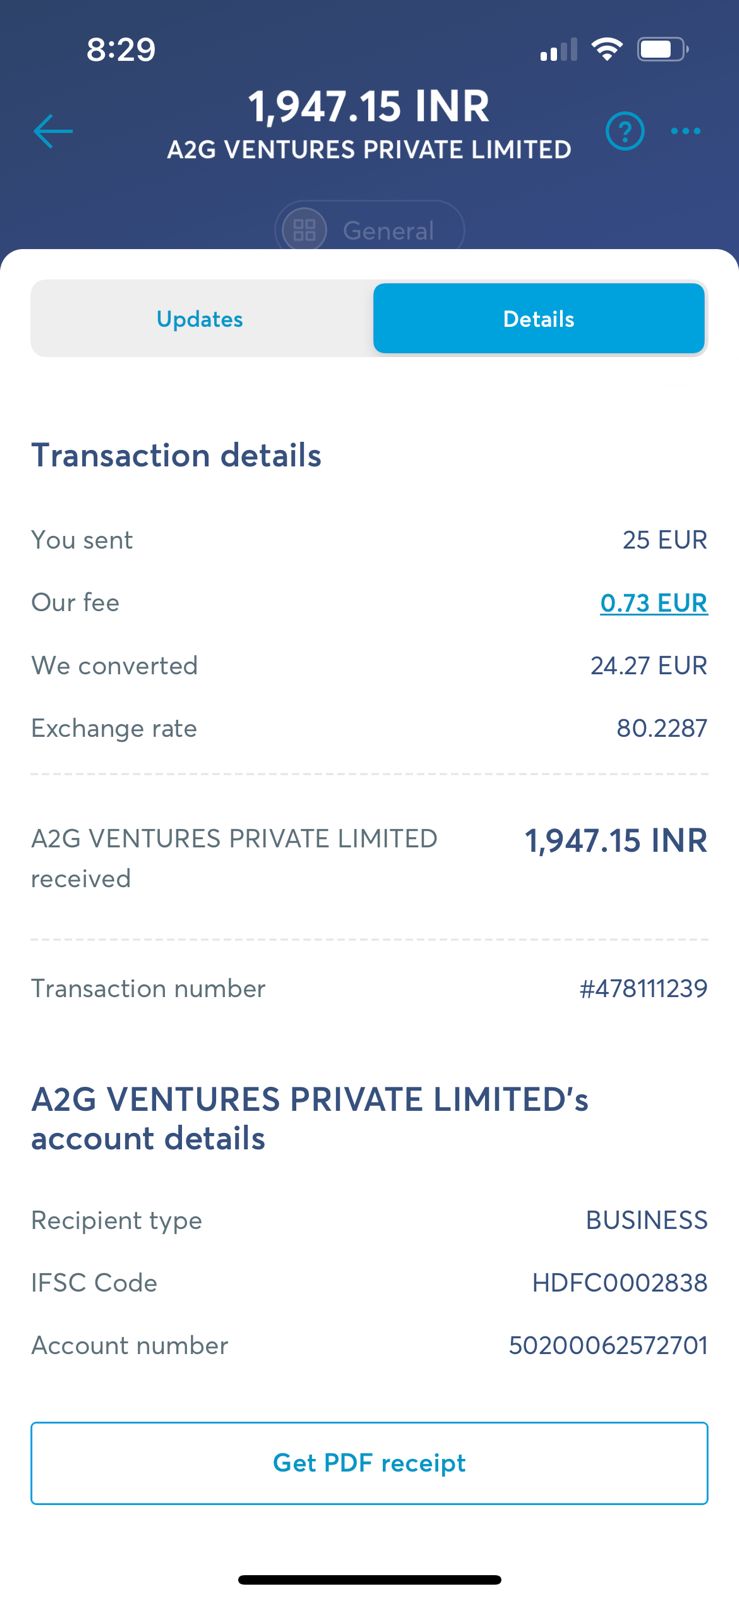 8:29
1,947.15 INR
A2G VENTURES PRIVATE LIMITED
?
General
Updates
Details
Transaction details
You sent
25 EUR
Our fee
0.73 EUR
We converted
24.27 EUR
Exchange rate
80.2287
A2G VENTURES PRIVATE LIMITED
received
1,947.15 INR
Transaction number
#478111239
A2G VENTURES PRIVATE LIMITED's
account details
Recipient type
BUSINESS
IFSC Code
HDFC0002838
Account number
50200062572701
Get PDF receipt